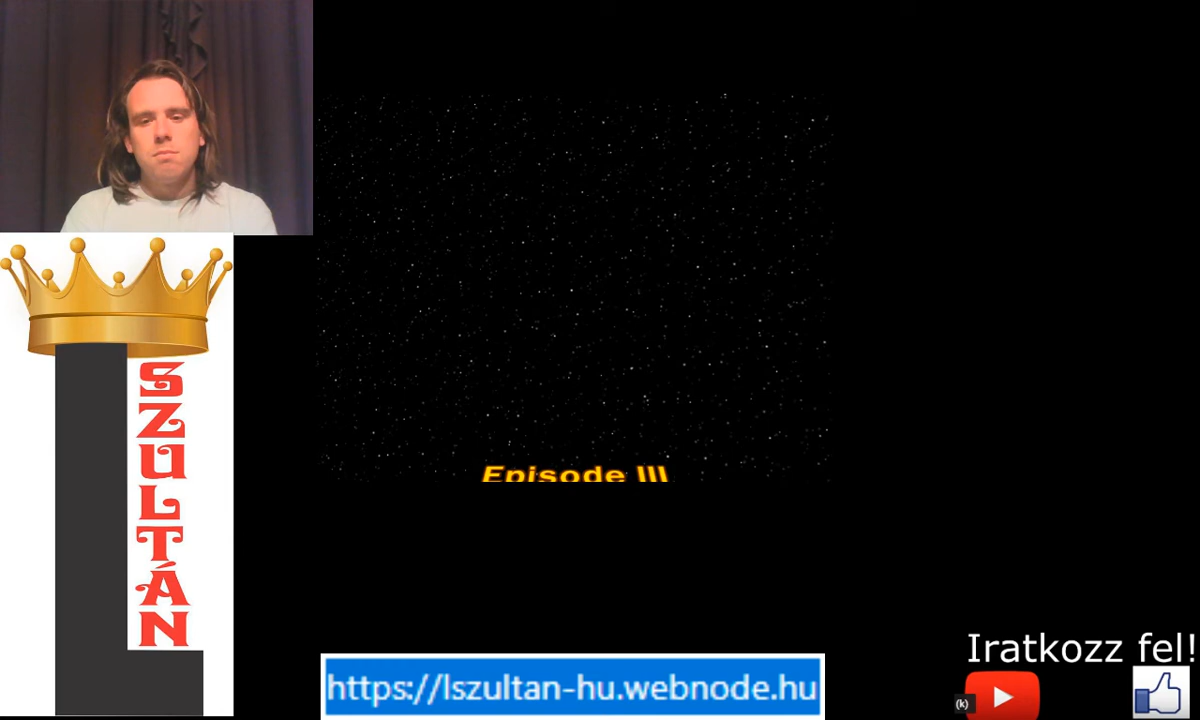 SZULTÁN
Episode III
https://lszultan-hu.webnode.hu
Iratkozz fel!
(k)